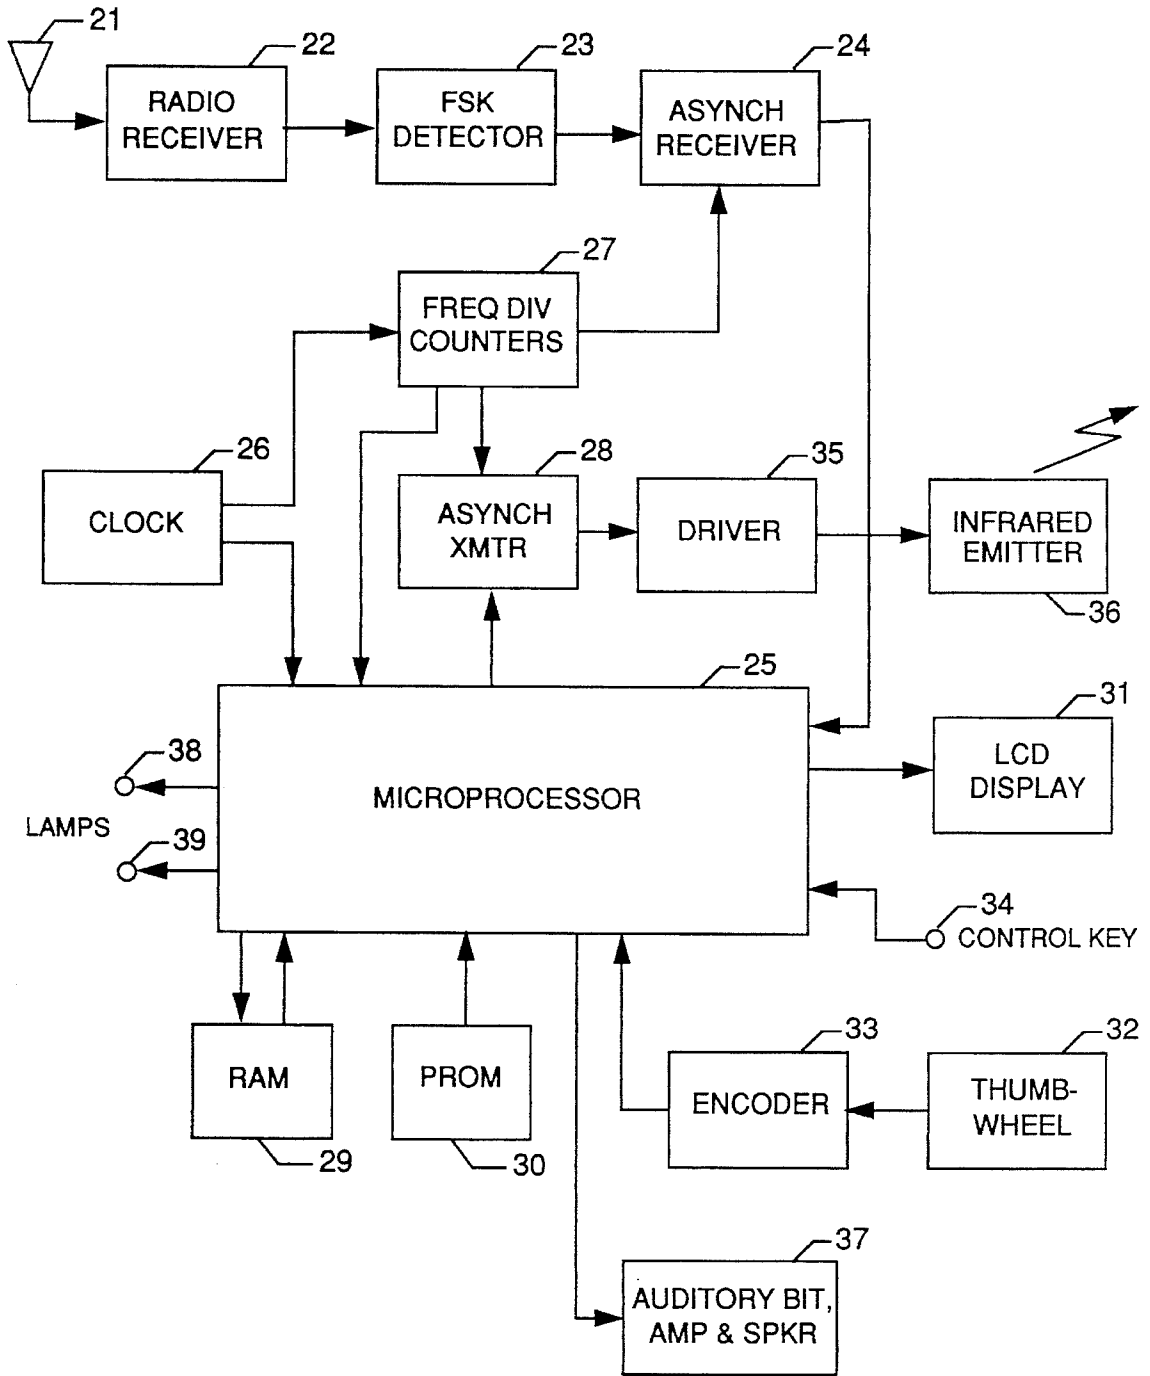 21
22
23
24
RADIO
RECEIVER
FSK
DETECTOR
ASYNCH
RECEIVER
27
FREQ DIV
COUNTERS
26
28
35
CLOCK
ASYNCH
XMTR
DRIVER
INFRARED
EMITTER
36
25
31
38
LCD
DISPLAY
MICROPROCESSOR
LAMPS
39
34
CONTROL KEY
33
32
RAM
PROM
ENCODER
THUMB-
WHEEL
29
30
37
AUDITORY BIT,
AMP & SPKR